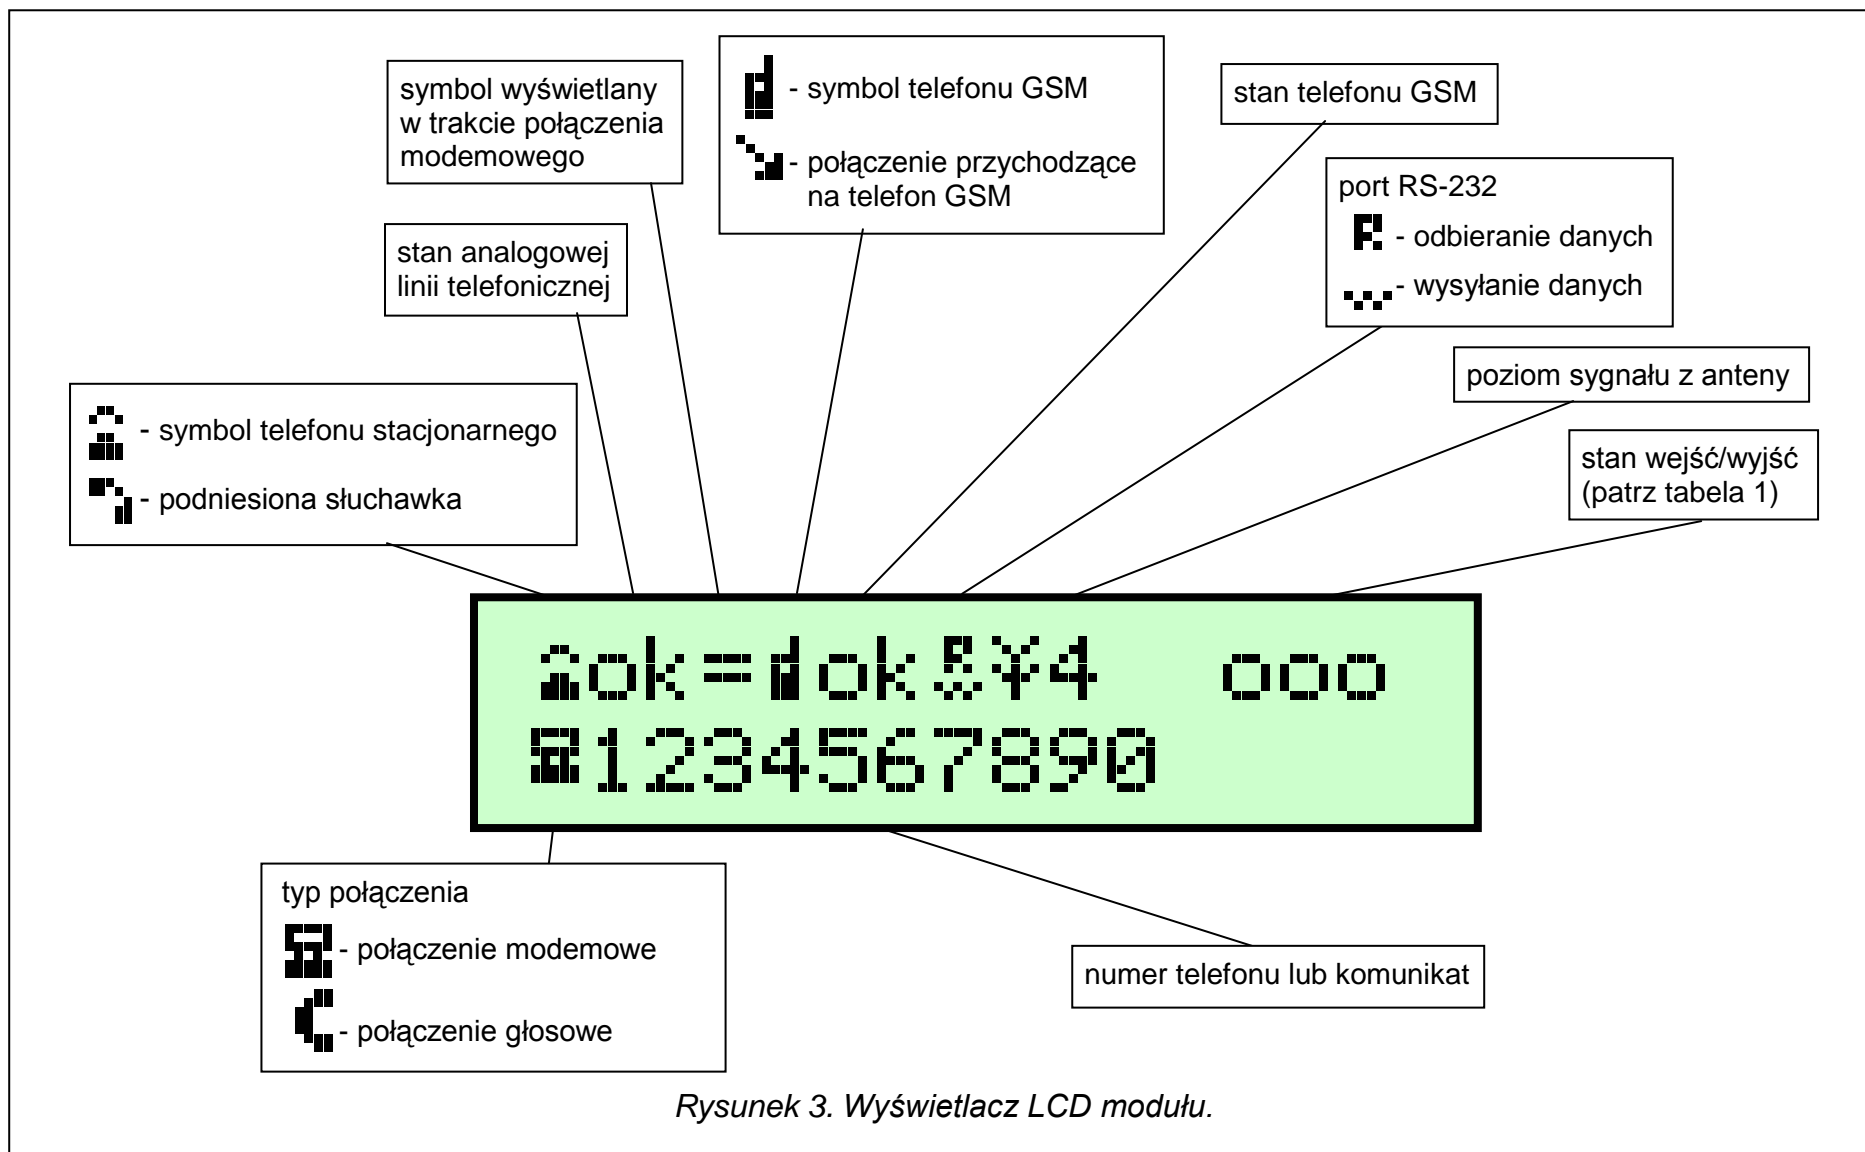 symbol wyświetlany
w trakcie połączenia
modemowego
- symbol telefonu GSM
- połączenie przychodzące
na telefon GSM
stan telefonu GSM
port RS-232
R - odbieranie danych
- wysyłanie danych
stan analogowej
linii telefonicznej
poziom sygnału z anteny
- symbol telefonu stacjonarnego
- podniesiona słuchawka
stan wejść/wyjść
(patrz tabela 1)
ok= ok R 4 ooo
1234567890
typ połączenia
- połączenie modemowe
- połączenie głosowe
numer telefonu lub komunikat
Rysunek 3. Wyświetlacz LCD modułu.